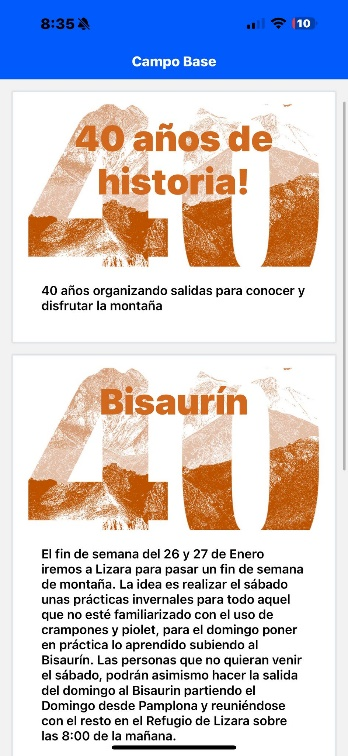 8:35
10
Campo Base
40 años de
historia!
40
40 años organizando salidas para conocer y
disfrutar la montaña
Bisaurín
40
El fin de semana del 26 y 27 de Enero
iremos a Lizara para pasar un fin de semana
de montaña. La idea es realizar el sábado
unas prácticas invernales para todo aquel
que no esté familiarizado con el uso de
crampones y piolet, para el domingo poner
en práctica lo aprendido subiendo al
Bisaurín. Las personas que no quieran venir
el sábado, podrán asimismo hacer la salida
del domingo al Bisaurin partiendo el
Domingo desde Pamplona y reuniéndose
con el resto en el Refugio de Lizara sobre
las 8:00 de la mañana.